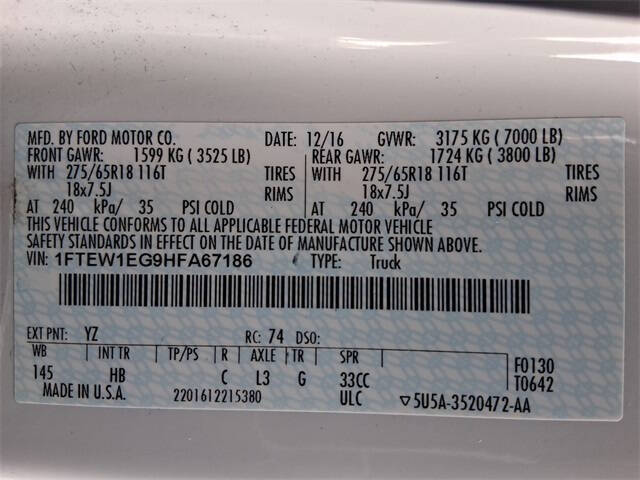 MFD. BY FORD MOTOR CO. DATE: 12/16 GVWR: 3175 KG ( 7000 LB)
FRONT GAWR: 1599 KG ( 3525 LB) REAR GAWR: 1724 KG ( 3800 LB)
WITH 275/65R18 116T TIRES WITH 275/65R18 116T TIRES
18x7.5J RIMS 18x7.5J RIMS
AT 240 kPa/ 35 PSI COLD AT 240 kPa/ 35 PSI COLD
THIS VEHICLE CONFORMS TO ALL APPLICABLE FEDERAL MOTOR VEHICLE
SAFETY STANDARDS IN EFFECT ON THE DATE OF MANUFACTURE SHOWN ABOVE.
VIN: 1FTEW1EG9HFA67186 TYPE: Truck
EXT PNT: YZ RC: 74 DSO:
WB INT TR TP/PS R AXLE TR SPR F0130
145 HB C L3 G 33CC T0642
MADE IN U.S.A. 2201612215380 ULC ▽5U5A-3520472-AA